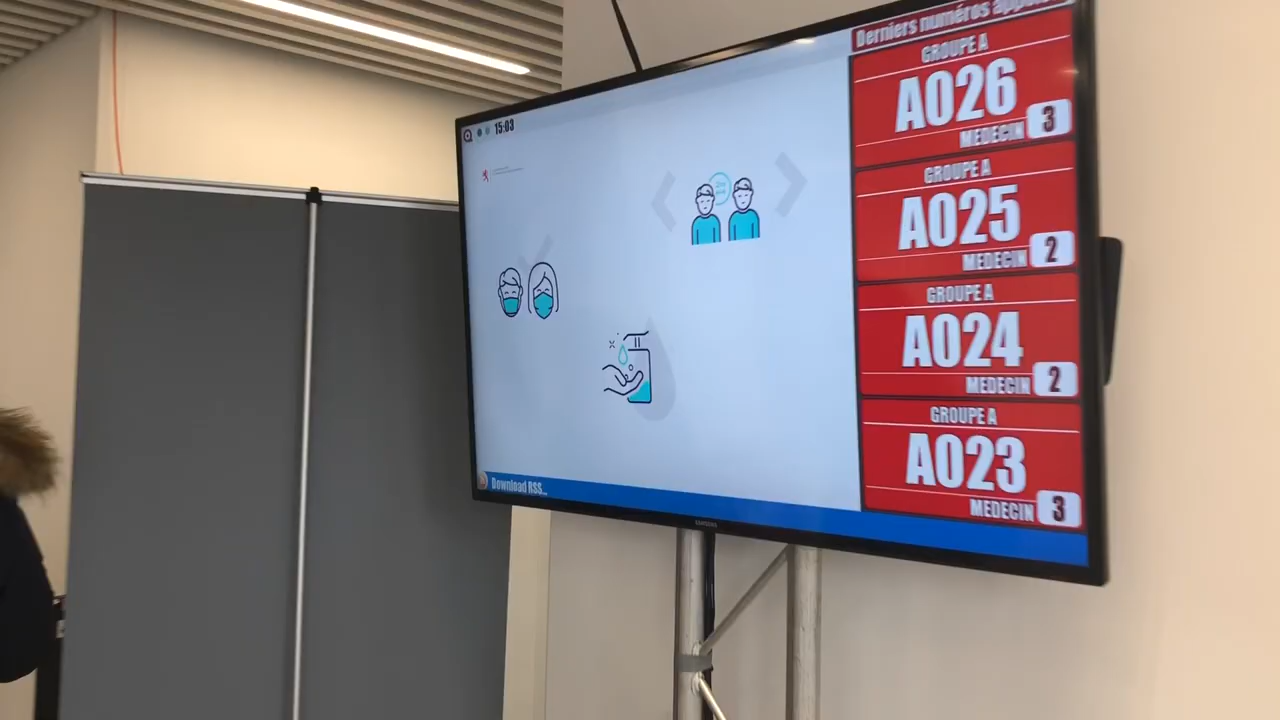 15:03
Derniers numéros
GROUPE A
A026
MEDECIN 3
GROUPE A
A025
MEDECIN 2
GROUPE A
A024
MEDECIN 2
GROUPE A
A023
MEDECIN 3
Download RSS...
SAMSUNG